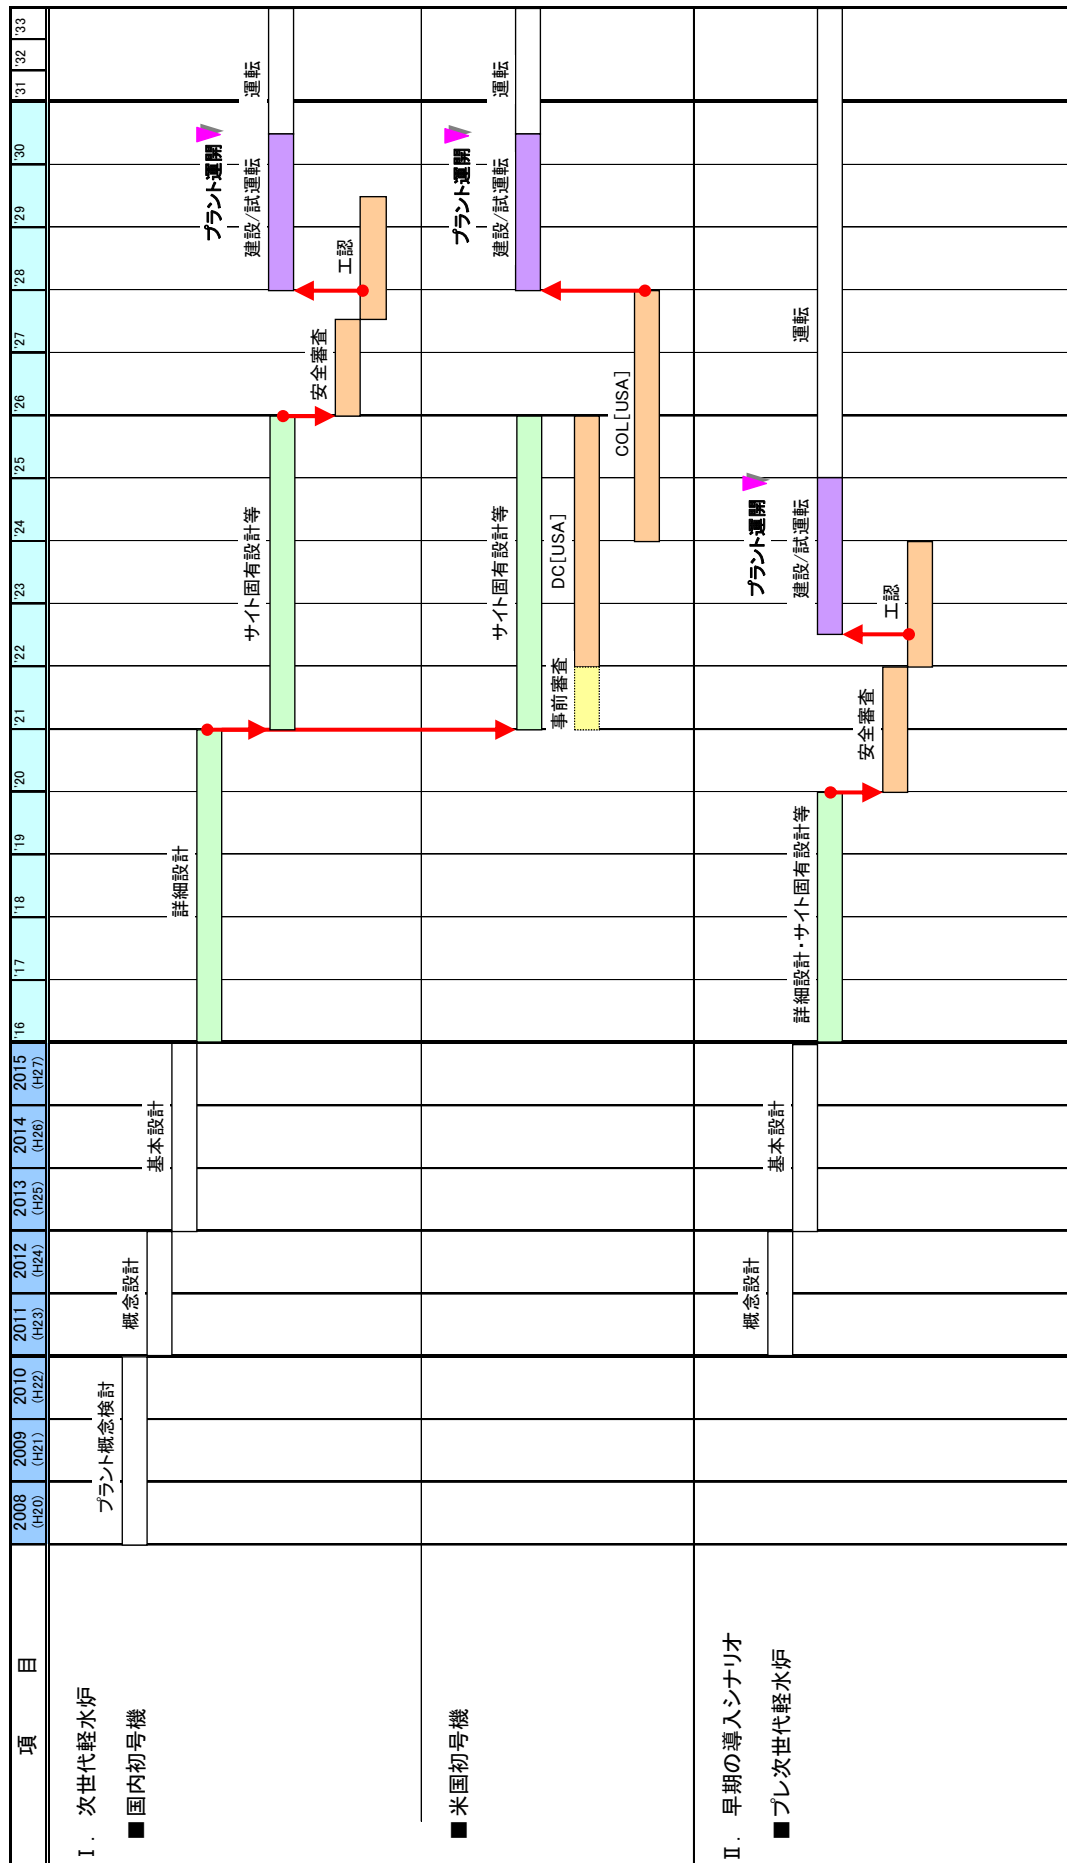 項　　　目
2008 2009 2010 2011 2012 2013 2014 2015 '16 '17 '18 '19 '20 '21 '22 '23 '24 '25 '26 '27 '28 '29 '30 '31 '32 '33
(H20) (H21) (H22) (H23) (H24) (H25) (H26) (H27)
Ⅰ． 次世代軽水炉
■ 国内初号機
プラント概念検討
概念設計
基本設計
詳細設計
プラント運開
サイト固有設計等
建設/試運転
運転
安全審査
工認
■ 米国初号機
プラント運開
サイト固有設計等
建設/試運転
運転
事前審査
DC[USA]
COL[USA]
Ⅱ． 早期の導入シナリオ
■ プレ次世代軽水炉
概念設計
基本設計
プラント運開
詳細設計・サイト固有設計等
建設/試運転
運転
安全審査
工認